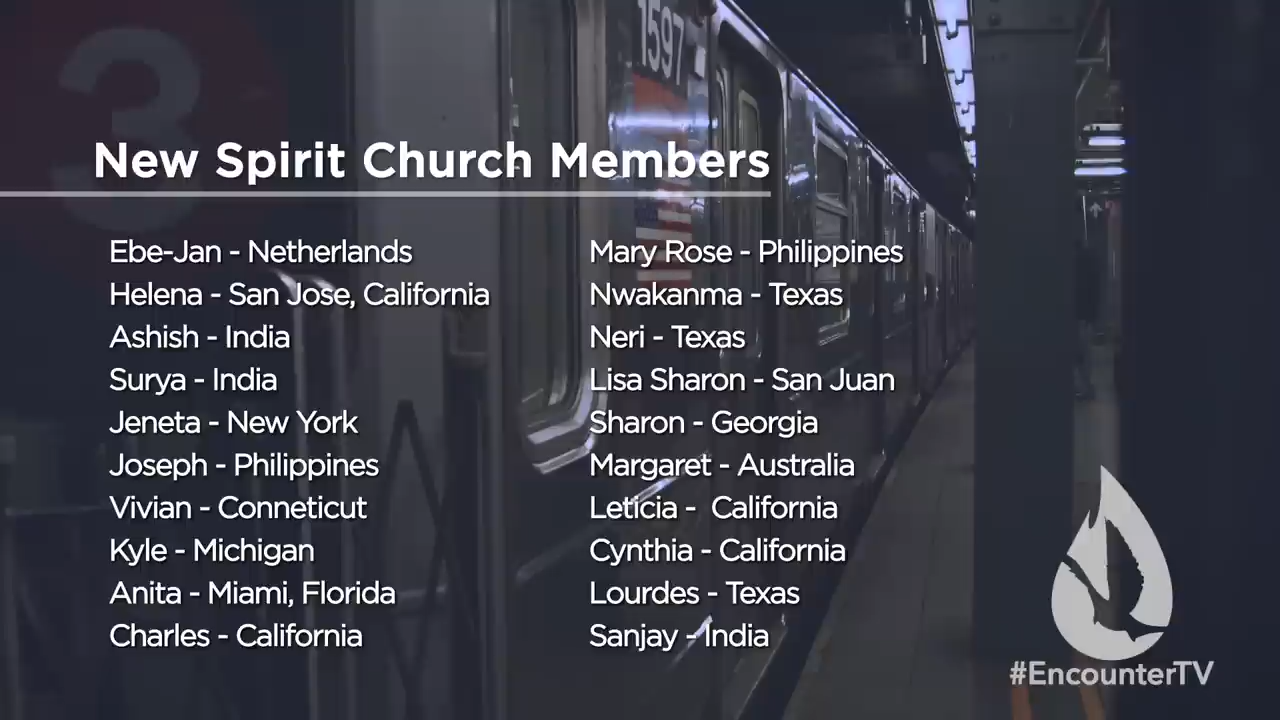 3
1597
New Spirit Church Members
Ebe-Jan - Netherlands
Helena - San Jose, California
Ashish - India
Surya - India
Jeneta - New York
Joseph - Philippines
Vivian - Conneticut
Kyle - Michigan
Anita - Miami, Florida
Charles - California
Mary Rose - Philippines
Nwakanma - Texas
Neri - Texas
Lisa Sharon - San Juan
Sharon - Georgia
Margaret - Australia
Leticia -  California
Cynthia - California
Lourdes - Texas
Sanjay - India
#EncounterTV